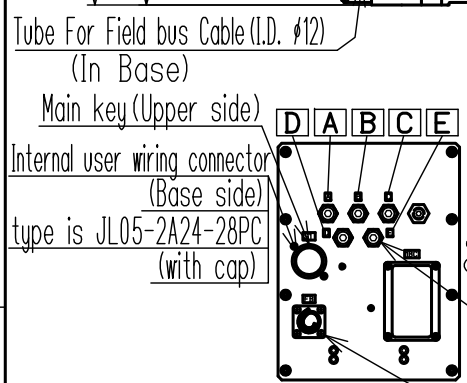 Tube For Field bus Cable(I.D. ϕ12)
(In Base)
Main key(Upper side)
D A B C E
Internal user wiring connector
(Base side)
type is JL05-2A24-28PC
(with cap)